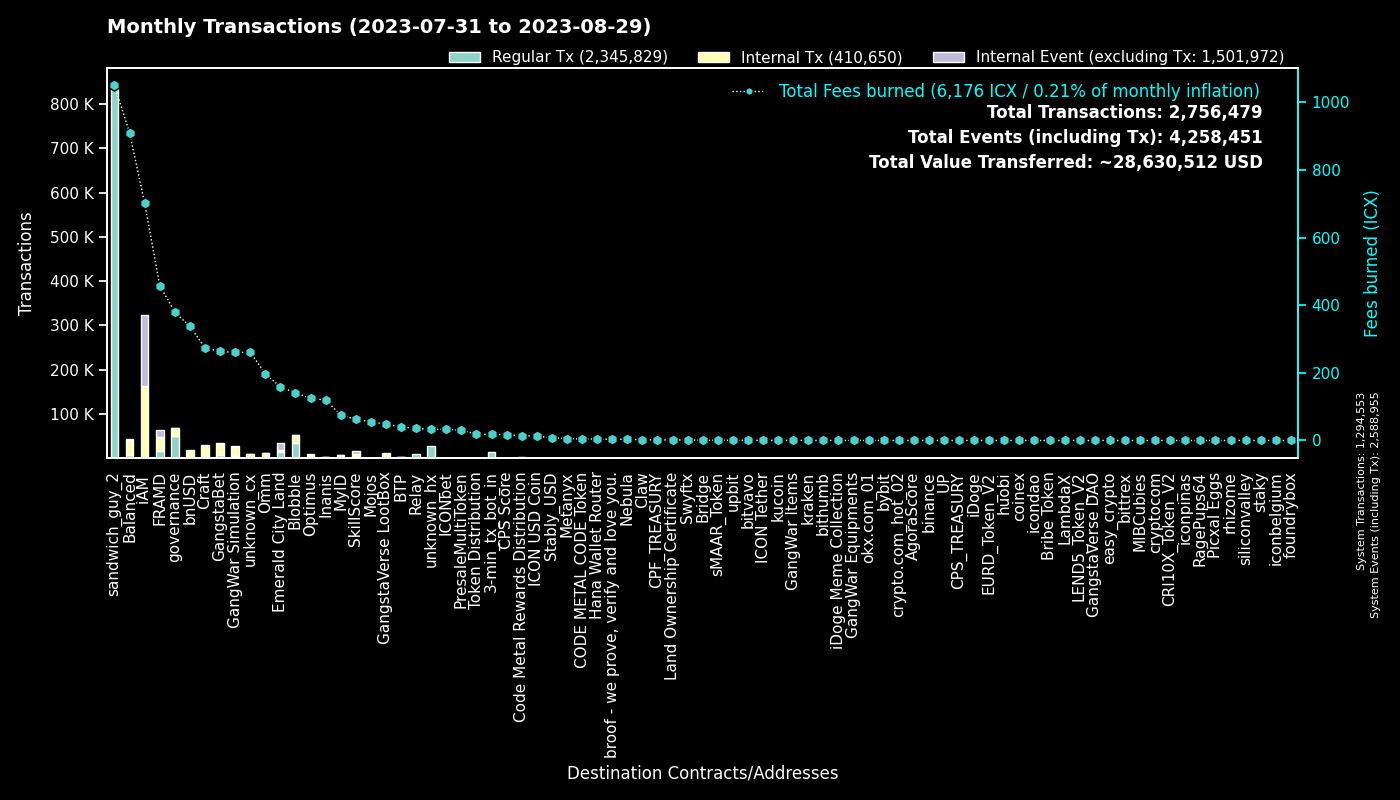 Monthly Transactions (2023-07-31 to 2023-08-29)
Regular Tx (2,345,829)
Internal Tx (410,650)
Internal Event (excluding Tx: 1,501,972)
Total Fees burned (6,176 ICX / 0.21% of monthly inflation)
Total Transactions: 2,756,479
Total Events (including Tx): 4,258,451
Total Value Transferred: ~28,630,512 USD
Transactions
800 K
700 K
600 K
500 K
400 K
300 K
200 K
100 K
1000
800
600
400
200
0
Fees burned (ICX)
System Transactions: 1,294,553
System Events (including Tx): 2,588,955
sandwich_guy_2
Balanced
IAM
FRAMD
governance
bnUSD
Craft
GangstaBet
GangWar Simulation
unknown_cx
Omm
Emerald City Land
Blobble
Optimus
Inanis
MyID
SkillScore
Mojos
GangstaVerse LootBox
BTP
Relay
unknown_hx
ICONbet
PresaleMultiToken
Token Distribution
3-min_tx_bot_in
CPS Score
Code Metal Rewards Distribution
ICON USD Coin
Stably_USD
Metanyx
CODE METAL CODE Token
Hana Wallet Router
broof - we prove, verify and love you.
Nebula
Claw
CPF_TREASURY
Land Ownership Certificate
Swyftx
Bridge
sMAAR_Token
upbit
bitvavo
ICON Tether
kucoin
GangWar Items
kraken
bithumb
iDoge Meme Collection
GangWar Equipments
okx.com_01
bybit
crypto.com_hot_02
AgoraScore
binance
UP
CPS_TREASURY
iDoge
EURD_Token_V2
huobi
coinex
icondao
Bribe Token
LambdaX
LEND5_Token_V2
GangstaVerse DAO
easy_crypto
bittrex
MIBCubies
cryptocom
CRI10X_Token_V2
iconpinas
RagePups64
Picxal Eggs
rhizome
siliconvalley
staky
iconbelgium
foundrybox
Destination Contracts/Addresses